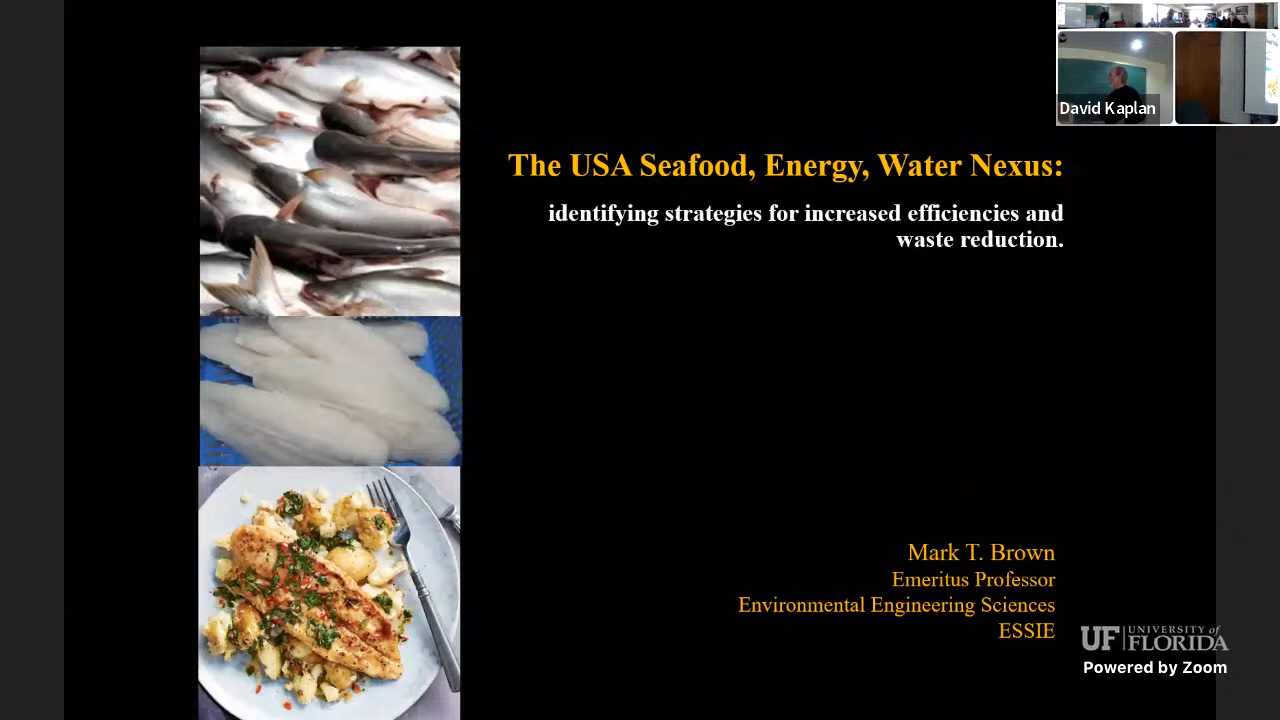 David Kaplan
The USA Seafood, Energy, Water Nexus:
identifying strategies for increased efficiencies and
waste reduction.
Mark T. Brown
Emeritus Professor
Environmental Engineering Sciences
ESSIE
UF UNIVERSITY of
FLORIDA
Powered by Zoom